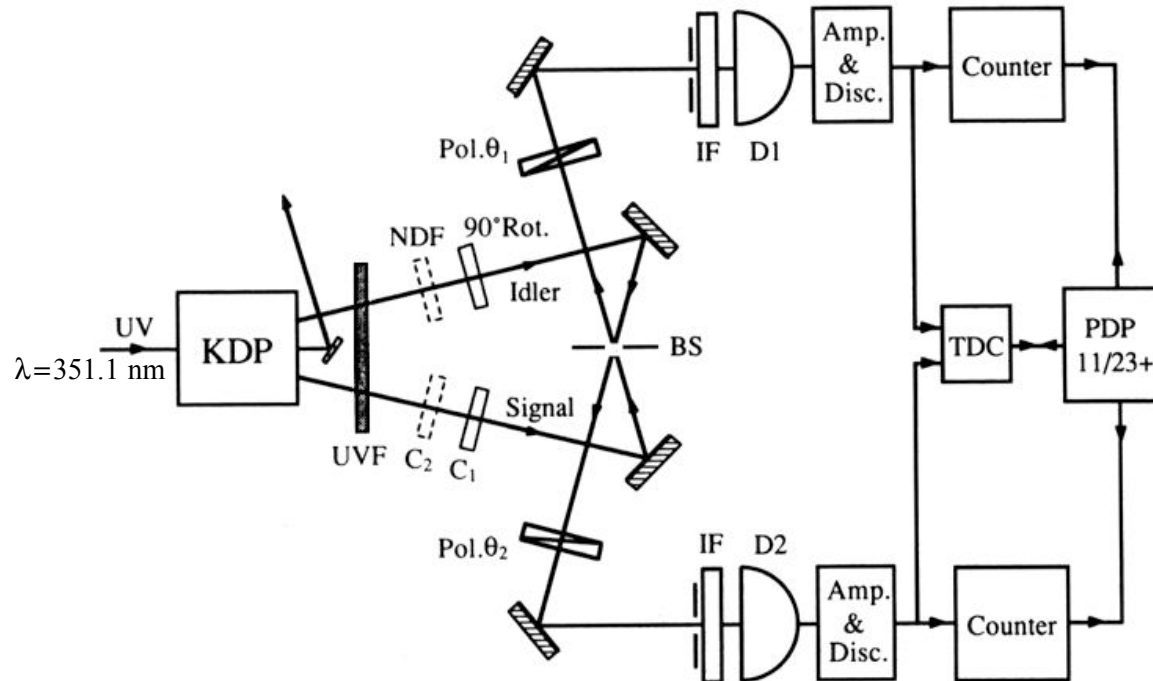 Amp.
&
Disc.
Counter
IF
D1
Pol.θ₁
90°Rot.
NDF
Idler
UV
KDP
λ=351.1 nm
BS
TDC
PDP
11/23+
Signal
UVF
C₂
C₁
Pol.θ₂
IF
D2
Amp.
&
Disc.
Counter